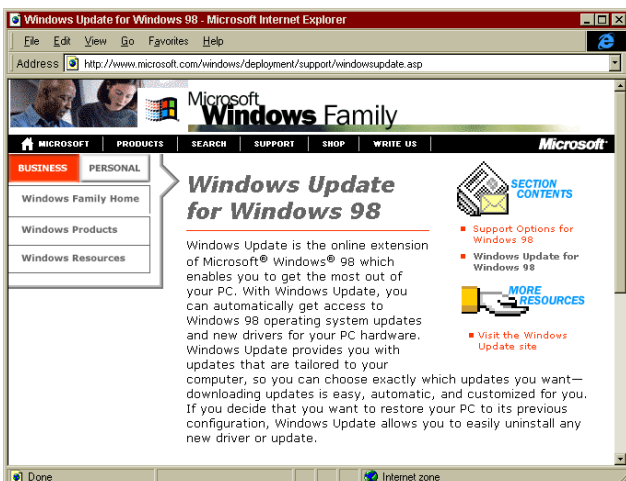 Windows Update for Windows 98 - Microsoft Internet Explorer
File Edit View Go Favorites Help
Address http://www.microsoft.com/windows/deployment/support/windowsupdate.asp
Microsoft
Windows Family
MICROSOFT PRODUCTS SEARCH SUPPORT SHOP WRITE US Microsoft
BUSINESS PERSONAL
Windows Family Home
Windows Products
Windows Resources
Windows Update
for Windows 98
Windows Update is the online extension
of Microsoft® Windows® 98 which
enables you to get the most out of
your PC. With Windows Update, you
can automatically get access to
Windows 98 operating system updates
and new drivers for your PC hardware.
Windows Update provides you with
updates that are tailored to your
computer, so you can choose exactly which updates you want—
downloading updates is easy, automatic, and customized for you.
If you decide that you want to restore your PC to its previous
configuration, Windows Update allows you to easily uninstall any
new driver or update.
SECTION
CONTENTS
Support Options for
Windows 98
Windows Update for
Windows 98
MORE
RESOURCES
Visit the Windows
Update site
Done Internet zone